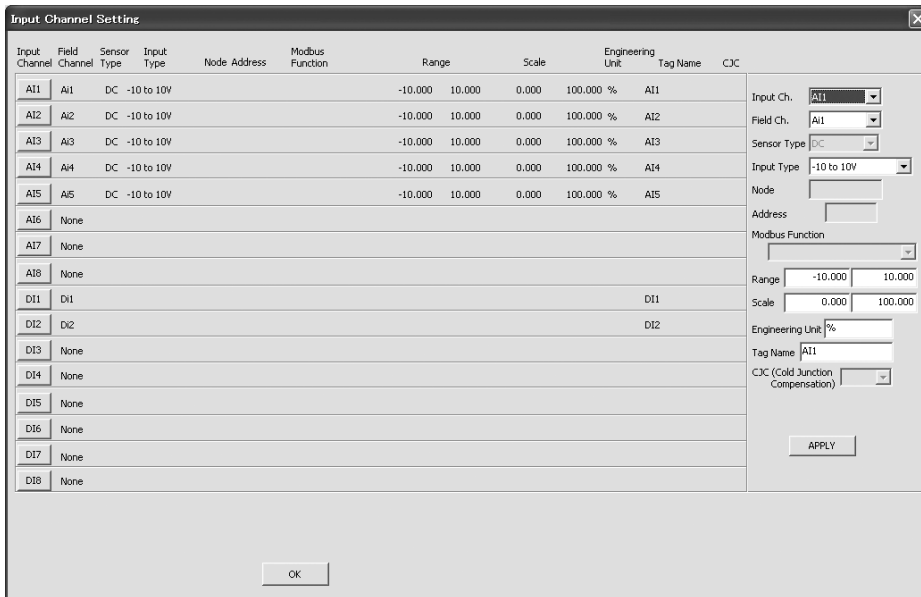 Input Channel Setting
Input Channel Field Channel Sensor Type Input Type Node Address Modbus Function Range Scale Engineering Unit Tag Name CJC
AI1 Ai1 DC -10 to 10V -10.000 10.000 0.000 100.000 % AI1
AI2 Ai2 DC -10 to 10V -10.000 10.000 0.000 100.000 % AI2
AI3 Ai3 DC -10 to 10V -10.000 10.000 0.000 100.000 % AI3
AI4 Ai4 DC -10 to 10V -10.000 10.000 0.000 100.000 % AI4
AI5 Ai5 DC -10 to 10V -10.000 10.000 0.000 100.000 % AI5
AI6 None
AI7 None
AI8 None
DI1 Di1 DI1
DI2 Di2 DI2
DI3 None
DI4 None
DI5 None
DI6 None
DI7 None
DI8 None
Input Ch. AI1
Field Ch. Ai1
Sensor Type DC
Input Type -10 to 10V
Node
Address
Modbus Function
Range -10.000 10.000
Scale 0.000 100.000
Engineering Unit %
Tag Name AI1
CJC (Cold Junction
Compensation)
APPLY
OK